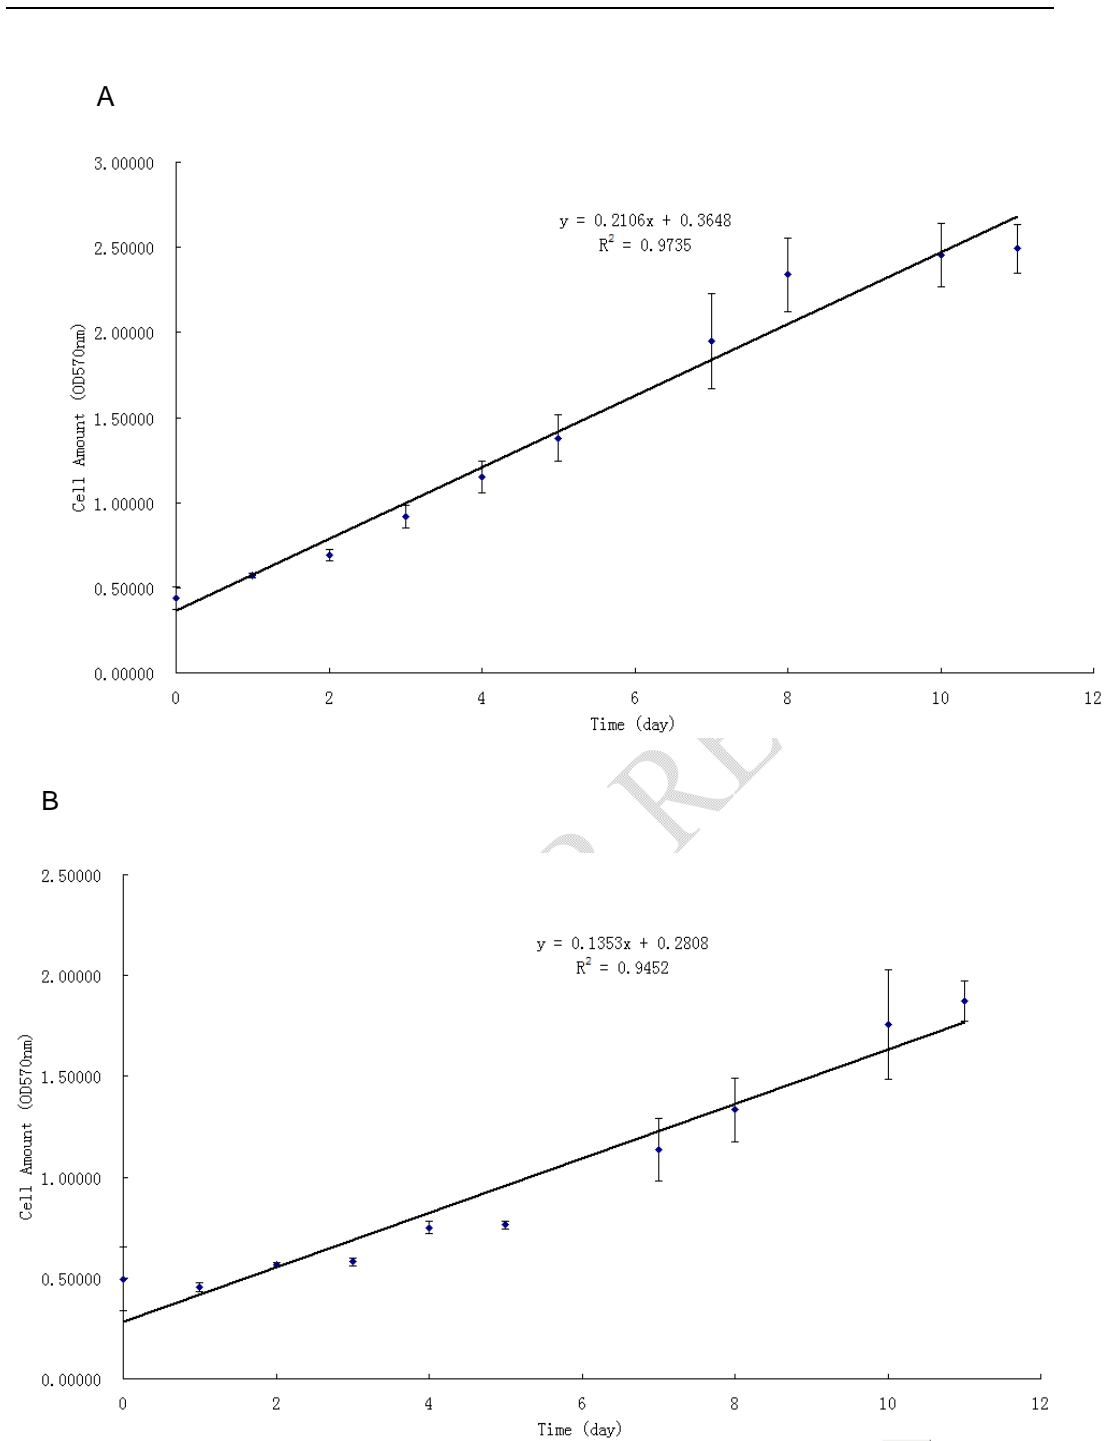 A
3.00000
2.50000
2.00000
1.50000
1.00000
0.50000
0.00000
Cell Amount (OD570nm)
y = 0.2106x + 0.3648
R² = 0.9735
0 2 4 6 8 10 12
Time (day)
B
2.50000
2.00000
1.50000
1.00000
0.50000
0.00000
Cell Amount (OD570nm)
y = 0.1353x + 0.2808
R² = 0.9452
0 2 4 6 8 10 12
Time (day)